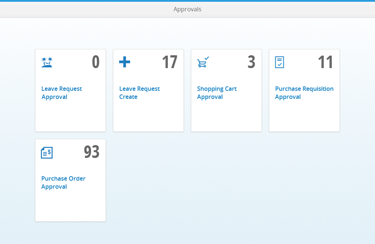 Approvals
0
Leave Request
Approval
17
Leave Request
Create
3
Shopping Cart
Approval
11
Purchase Requisition
Approval
93
Purchase Order
Approval